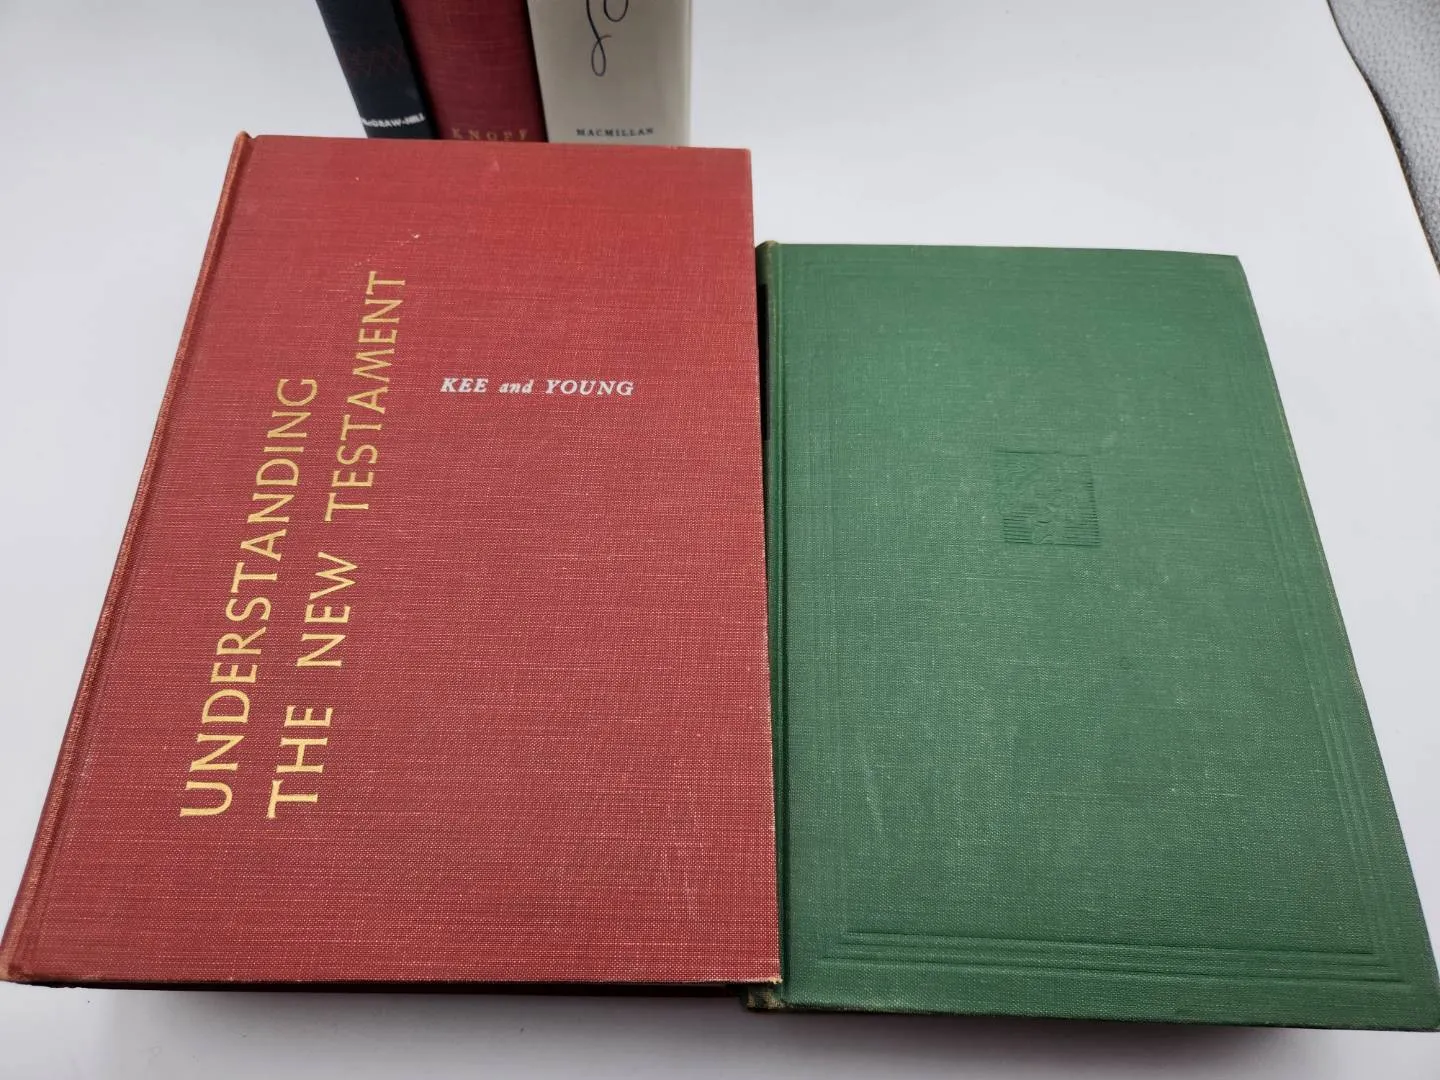 McGRAW-HILL
KNOPF
MACMILLAN
UNDERSTANDING
THE NEW TESTAMENT
KEE and YOUNG